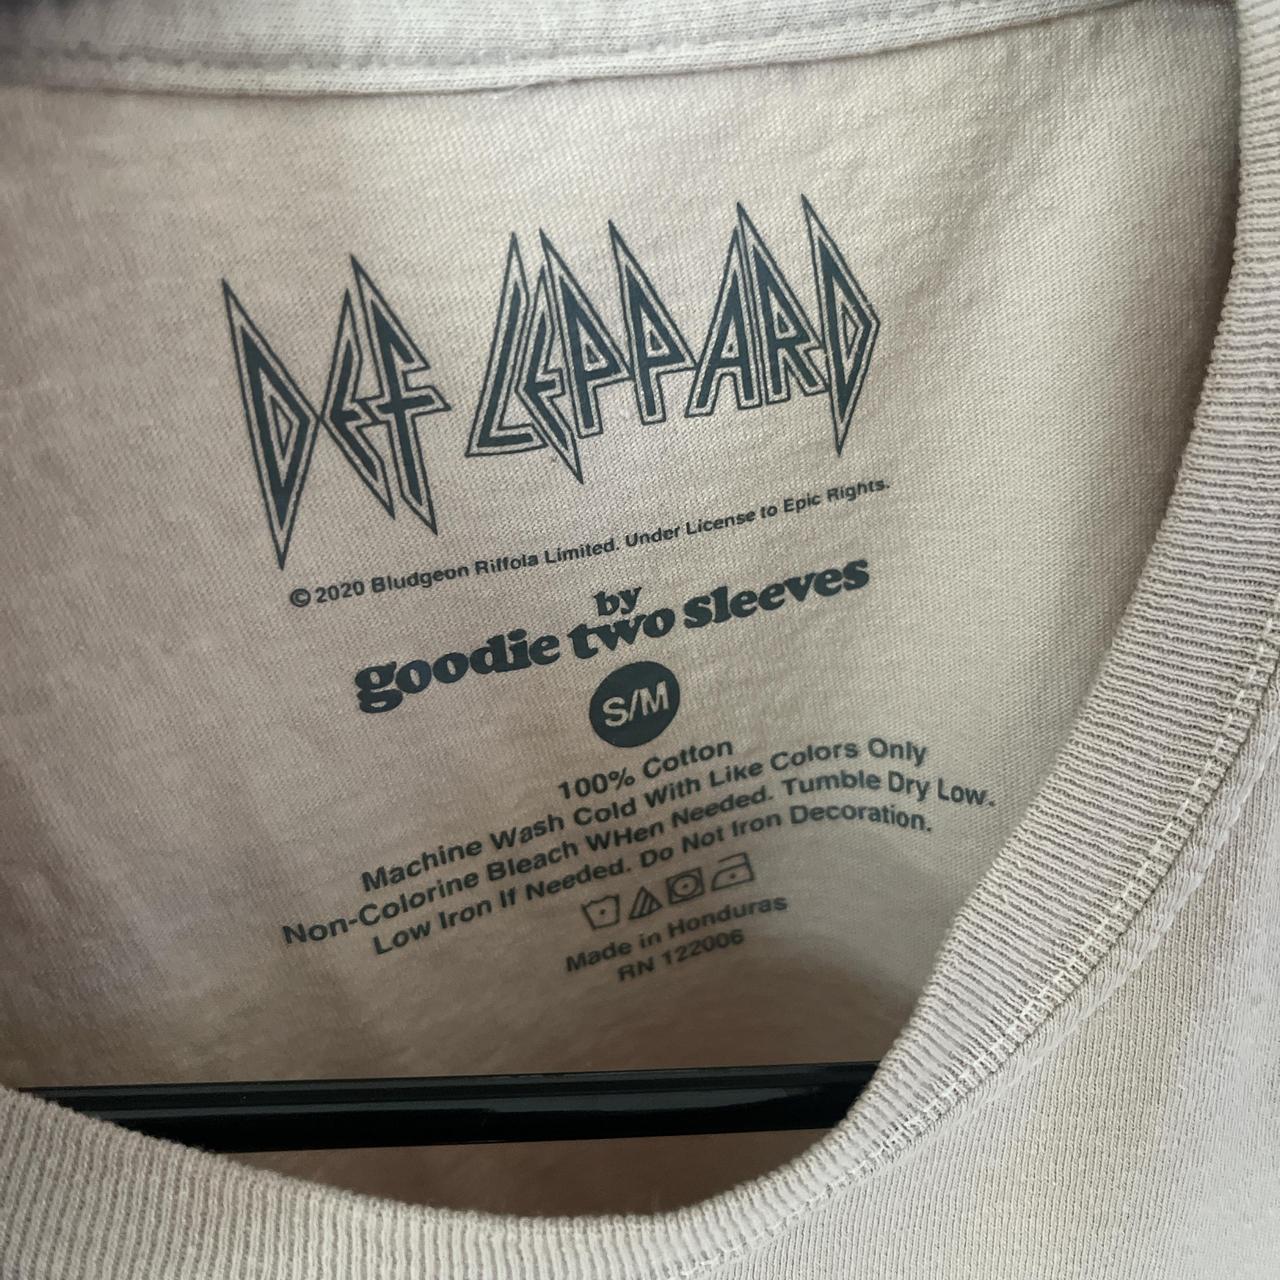 DEF LEPPARD
© 2020 Bludgeon Riffola Limited. Under License to Epic Rights.
by
goodie two sleeves
S/M
100% Cotton
Machine Wash Cold With Like Colors Only
Non-Colorine Bleach WHen Needed. Tumble Dry Low.
Low Iron If Needed. Do Not Iron Decoration.
Made in Honduras
RN 122006